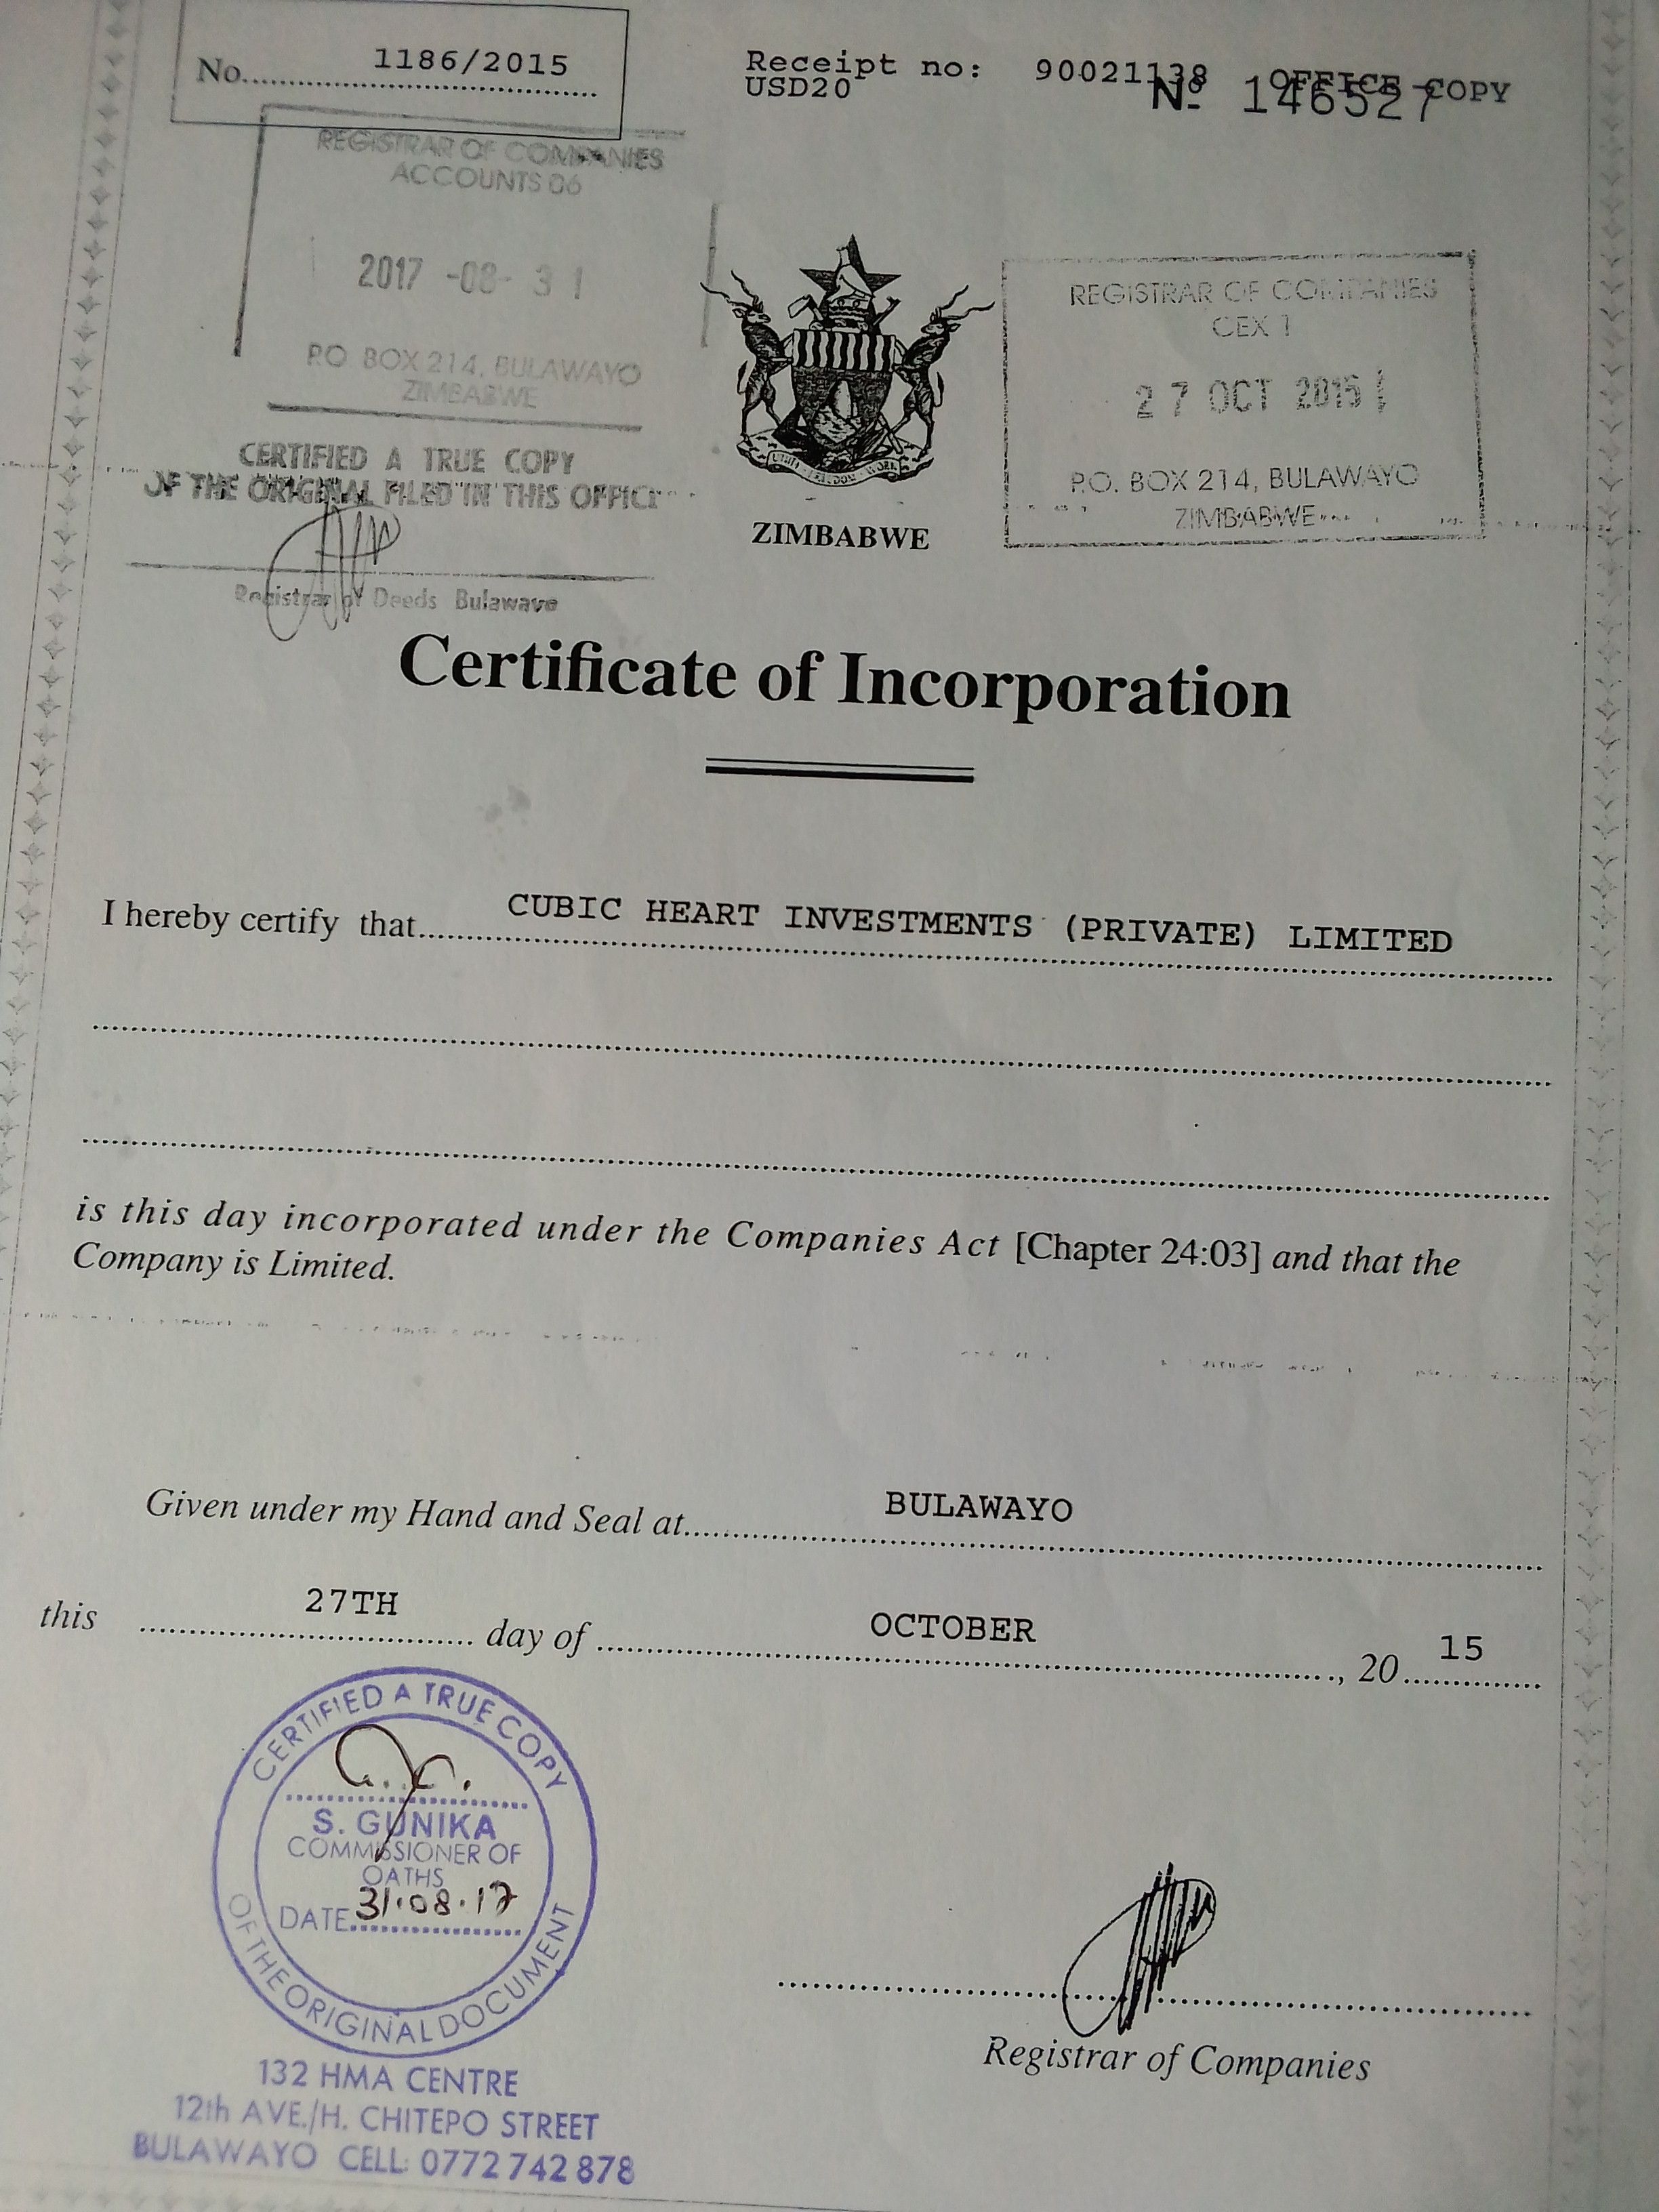 No. 1186/2015
Receipt no: 90021138 OFFICE COPY
USD20
No 146527
REGISTRAR OF COMPANIES
ACCOUNTS 06
2017 -08- 31
P.O. BOX 214, BULAWAYO
ZIMBABWE
CERTIFIED A TRUE COPY
OF THE ORIGINAL FILED IN THIS OFFICE
Registrar of Deeds Bulawayo
ZIMBABWE
REGISTRAR OF COMPANIES
CEX 1
27 OCT 2015
P.O. BOX 214, BULAWAYO
ZIMBABWE
Certificate of Incorporation
I hereby certify that CUBIC HEART INVESTMENTS (PRIVATE) LIMITED
is this day incorporated under the Companies Act [Chapter 24:03] and that the
Company is Limited.
Given under my Hand and Seal at BULAWAYO
this 27TH day of OCTOBER, 20 15
CERTIFIED A TRUE COPY
S. GUNIKA
COMMISSIONER OF
OATHS
DATE 31.08.17
OF THE ORIGINAL DOCUMENT
132 HMA CENTRE
12th AVE./H. CHITEPO STREET
BULAWAYO CELL: 0772 742 878
Registrar of Companies